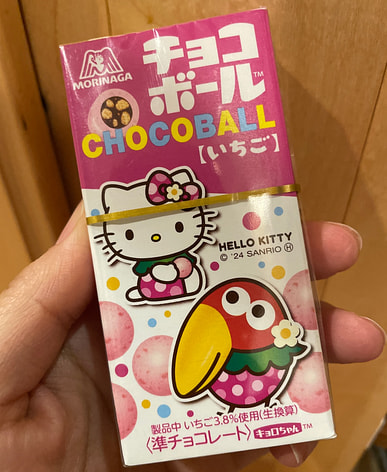 MORINAGA
チョコ
ボール™
CHOCOBALL
【いちご】
HELLO KITTY
© '24 SANRIO Ⓗ
製品中 いちご3.8%使用(生換算)
〈準チョコレート〉 キョロちゃん™